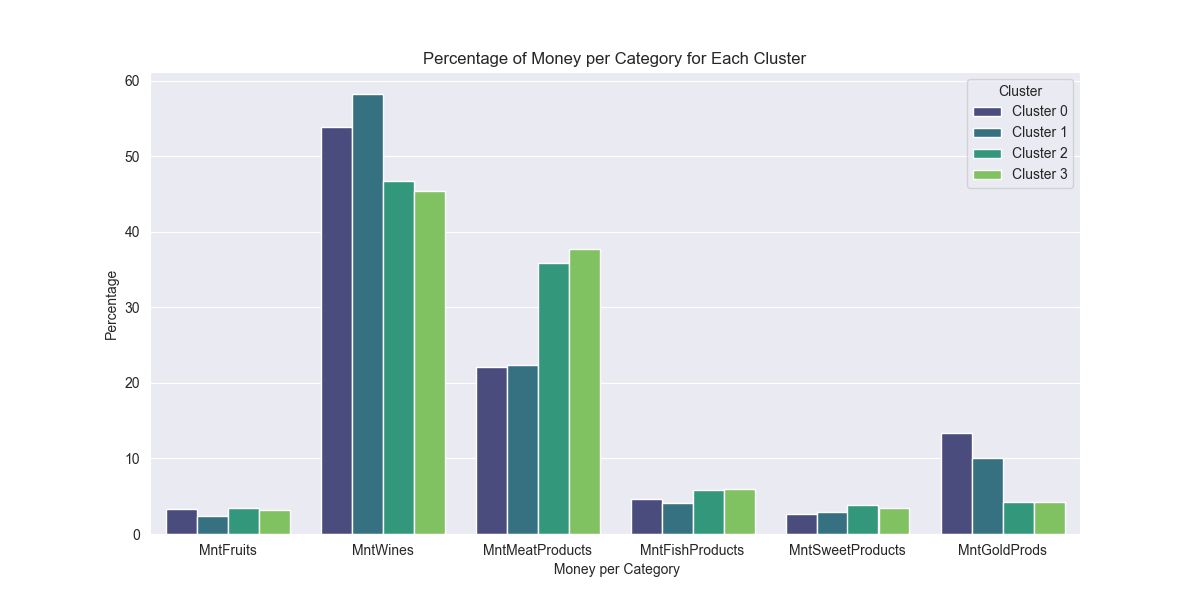 Percentage of Money per Category for Each Cluster
Cluster
Cluster 0
Cluster 1
Cluster 2
Cluster 3
60
50
40
30
20
10
0
Percentage
MntFruits MntWines MntMeatProducts MntFishProducts MntSweetProducts MntGoldProds
Money per Category